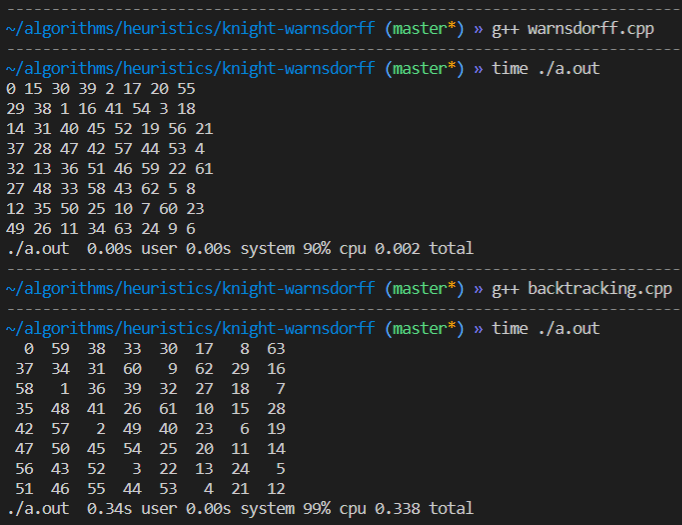 ~/algorithms/heuristics/knight-warnsdorff (master*) » g++ warnsdorff.cpp
~/algorithms/heuristics/knight-warnsdorff (master*) » time ./a.out
0 15 30 39 2 17 20 55
29 38 1 16 41 54 3 18
14 31 40 45 52 19 56 21
37 28 47 42 57 44 53 4
32 13 36 51 46 59 22 61
27 48 33 58 43 62 5 8
12 35 50 25 10 7 60 23
49 26 11 34 63 24 9 6
./a.out  0.00s user 0.00s system 90% cpu 0.002 total
~/algorithms/heuristics/knight-warnsdorff (master*) » g++ backtracking.cpp
~/algorithms/heuristics/knight-warnsdorff (master*) » time ./a.out
  0  59  38  33  30  17   8  63
 37  34  31  60   9  62  29  16
 58   1  36  39  32  27  18   7
 35  48  41  26  61  10  15  28
 42  57   2  49  40  23   6  19
 47  50  45  54  25  20  11  14
 56  43  52   3  22  13  24   5
 51  46  55  44  53   4  21  12
./a.out  0.34s user 0.00s system 99% cpu 0.338 total